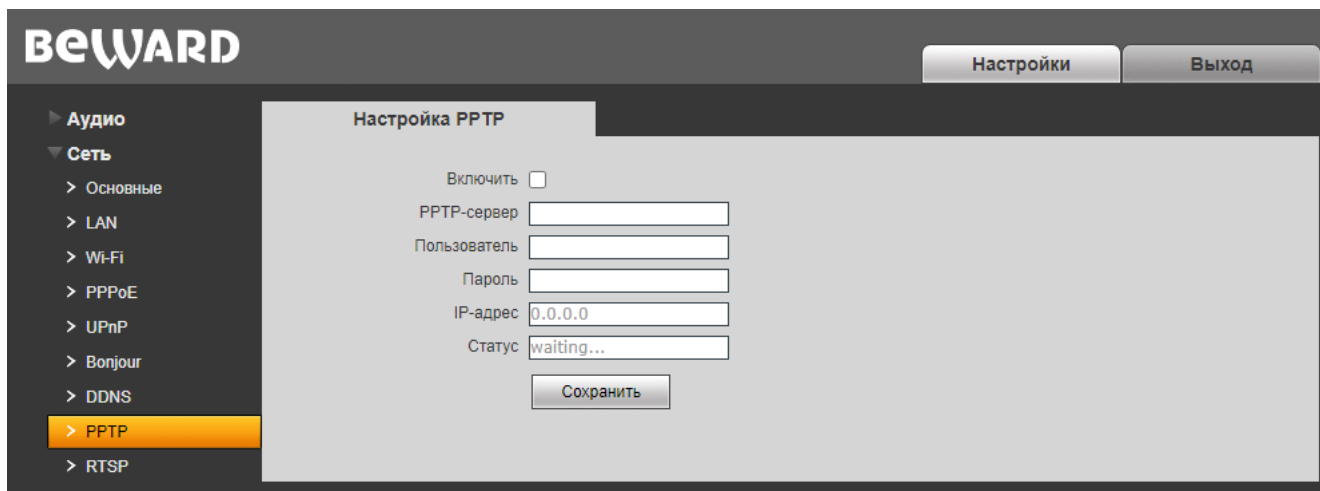 BEWARD
Настройки
Выход
Аудио
Сеть
Основные
LAN
Wi-Fi
PPPoE
UPnP
Bonjour
DDNS
PPTP
RTSP
Настройка PPTP
Включить
PPTP-сервер
Пользователь
Пароль
IP-адрес 0.0.0.0
Статус waiting...
Сохранить